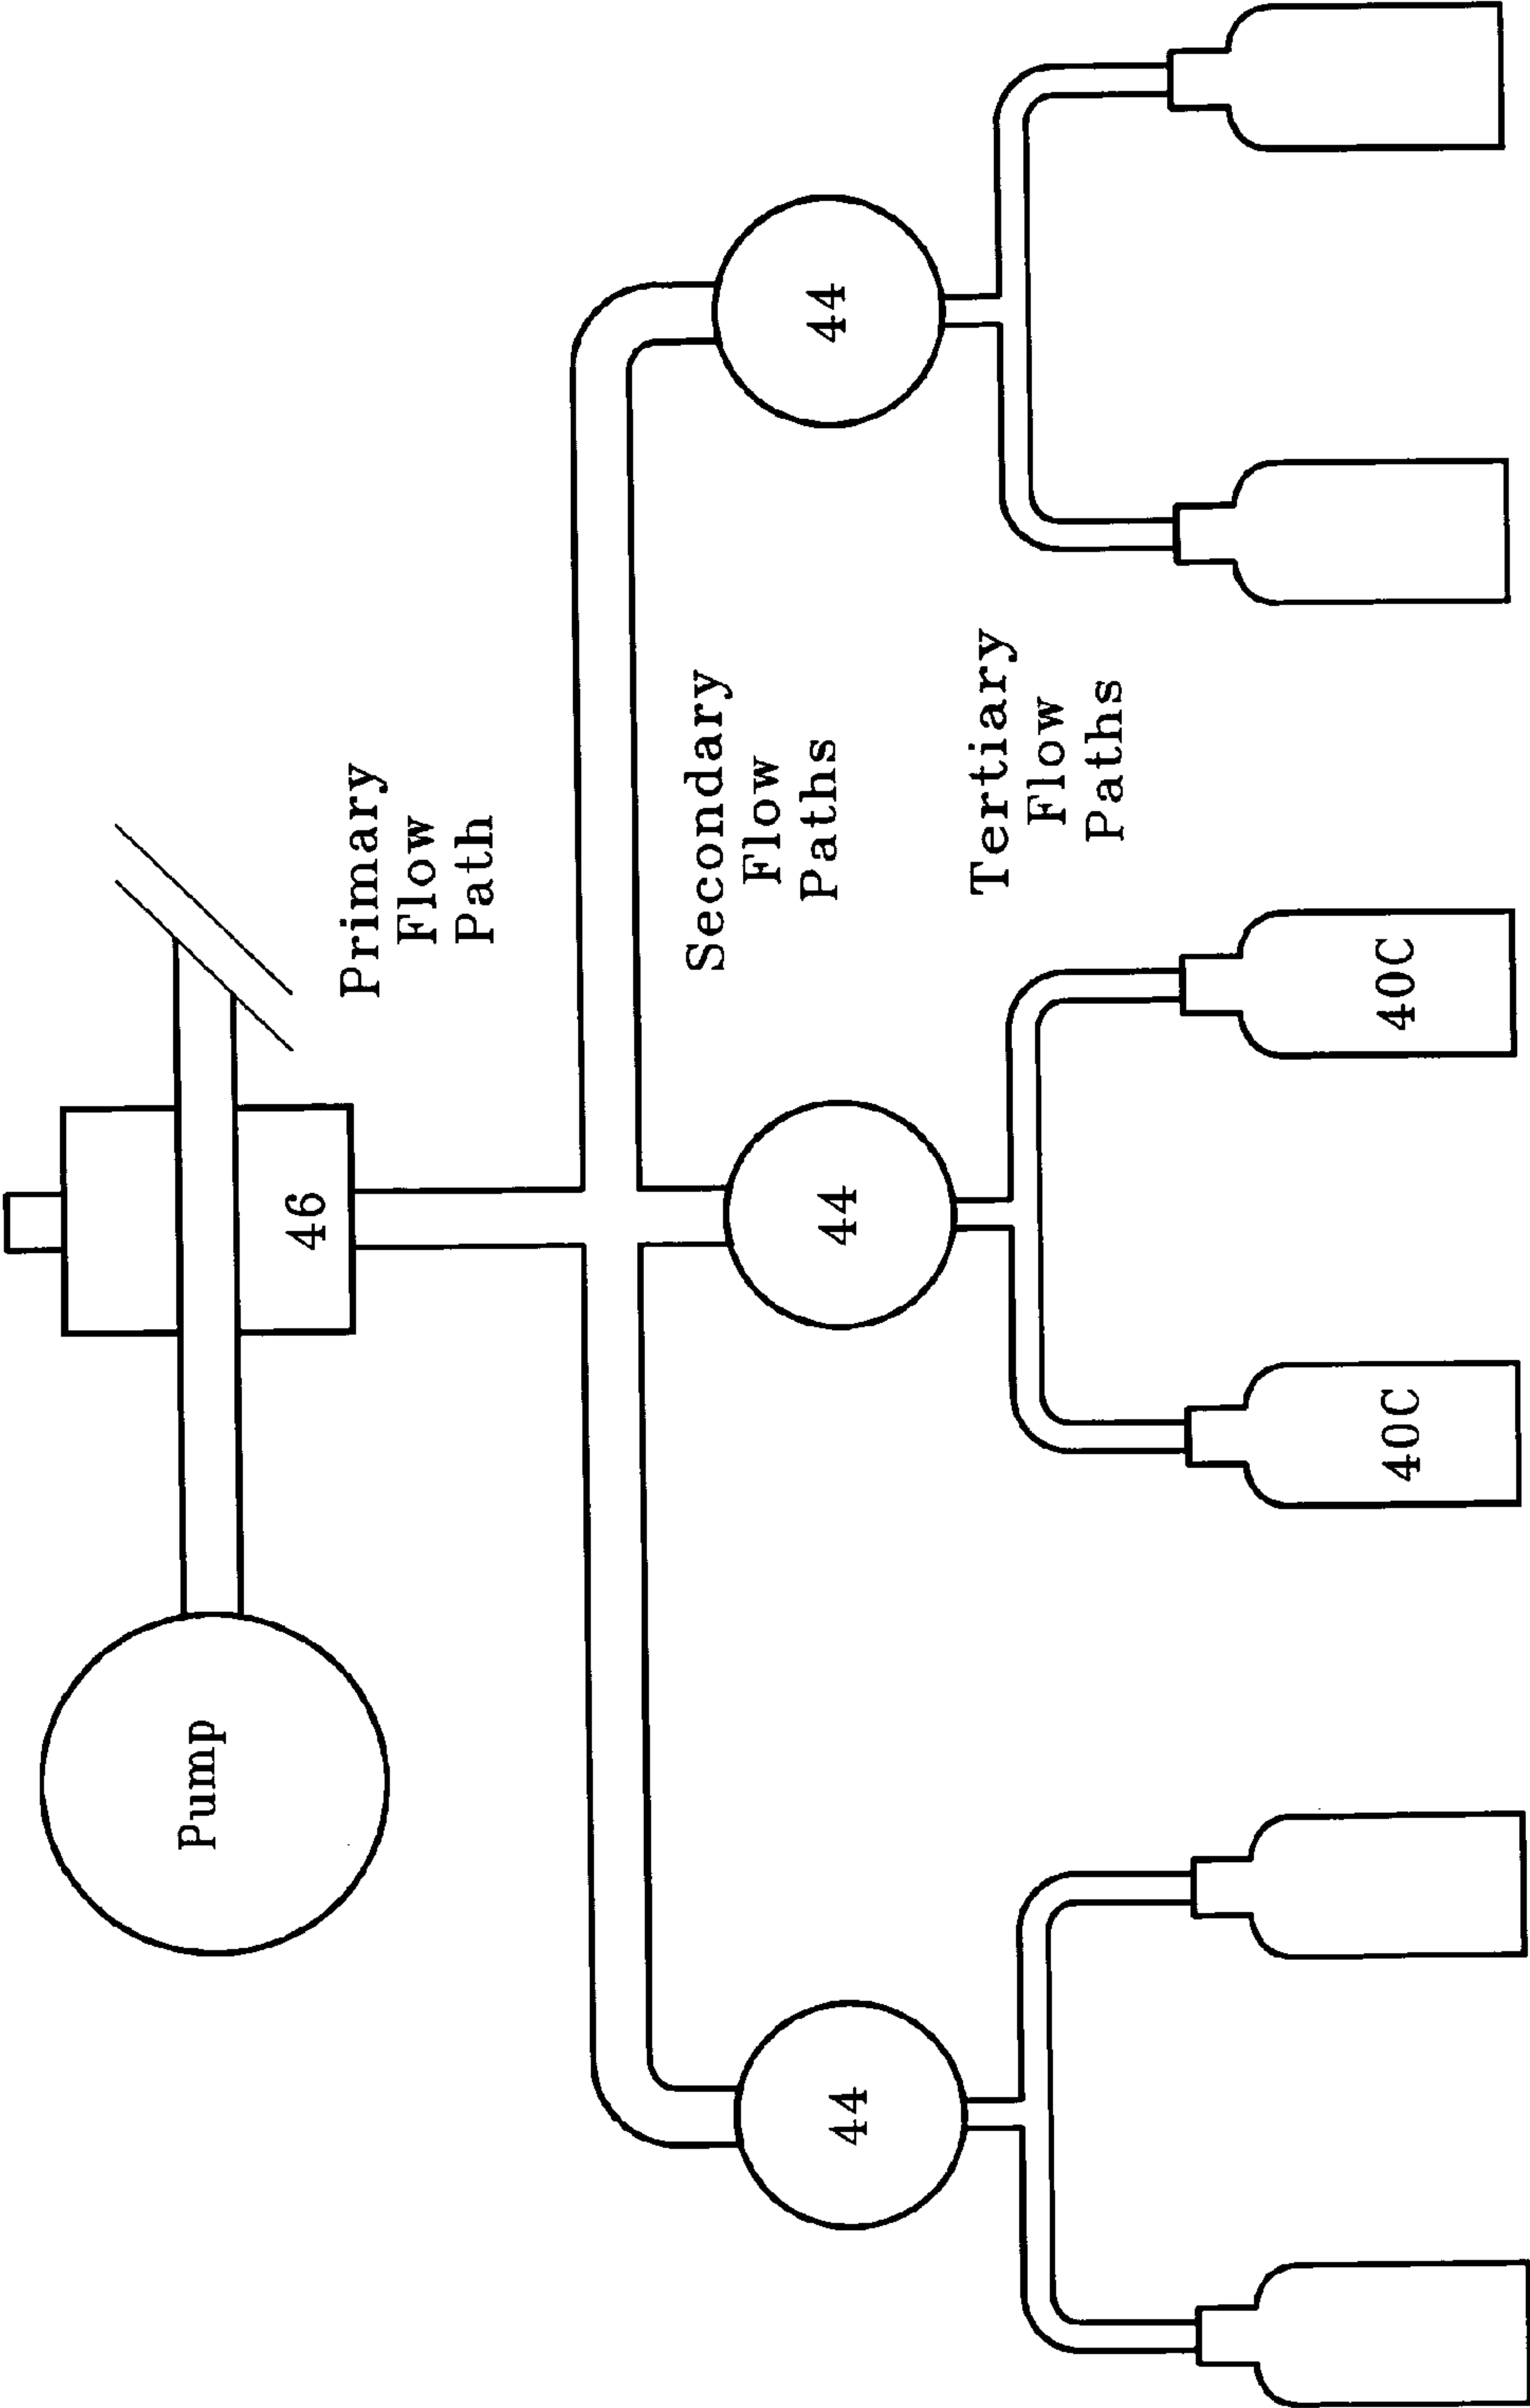 Pump
46
Primary
Flow
Path
Secondary
Flow
Paths
44
44
44
Tertiary
Flow
Paths
40C
40C